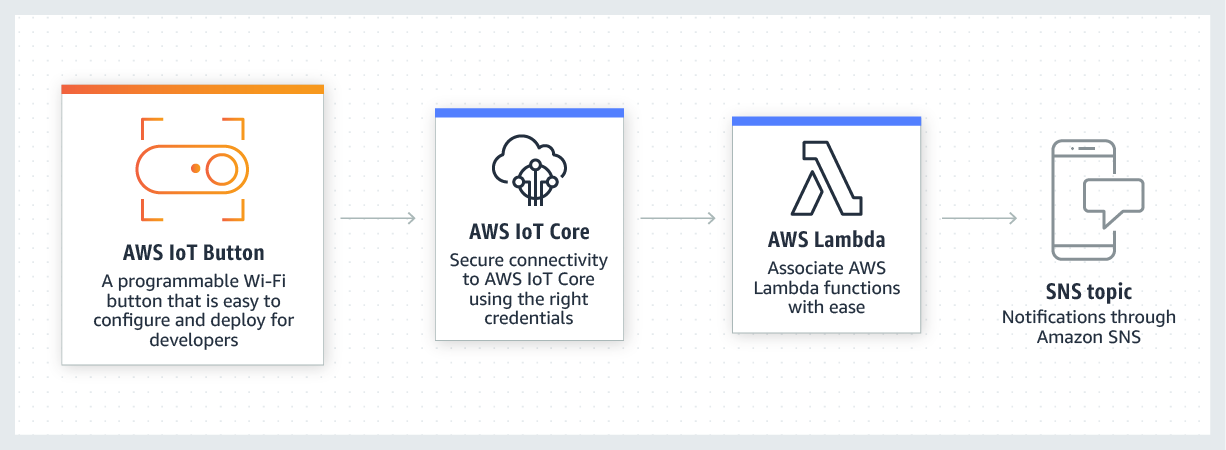 AWS IoT Button
A programmable Wi-Fi
button that is easy to
configure and deploy for
developers
AWS IoT Core
Secure connectivity
to AWS IoT Core
using the right
credentials
AWS Lambda
Associate AWS
Lambda functions
with ease
SNS topic
Notifications through
Amazon SNS